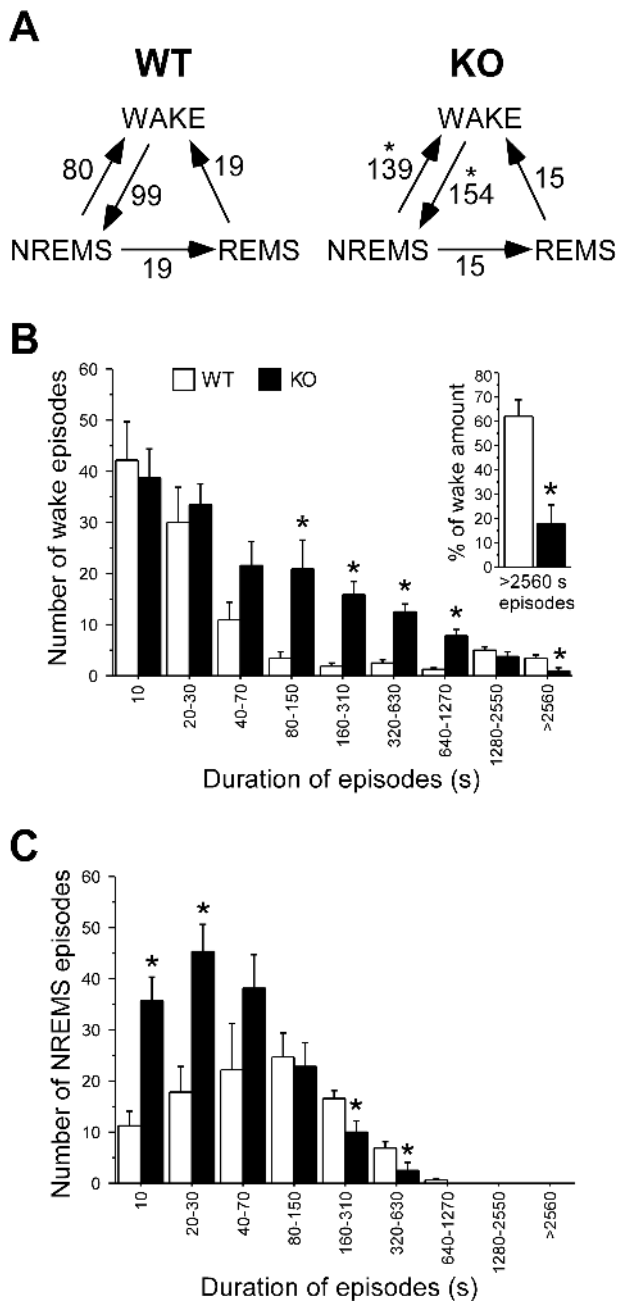 A
WT
KO
WAKE
WAKE
80
99
19
*
139
*
154
15
NREMS
REMS
NREMS
REMS
19
15
B
60
50
40
30
20
10
0
Number of wake episodes
WT
KO
* * * * *
10
20-30
40-70
80-150
160-310
320-630
640-1270
1280-2550
>2560
Duration of episodes (s)
80
70
60
50
40
30
20
10
0
% of wake amount
*
>2560 s
episodes
C
60
50
40
30
20
10
0
Number of NREMS episodes
* * * *
10
20-30
40-70
80-150
160-310
320-630
640-1270
1280-2550
>2560
Duration of episodes (s)